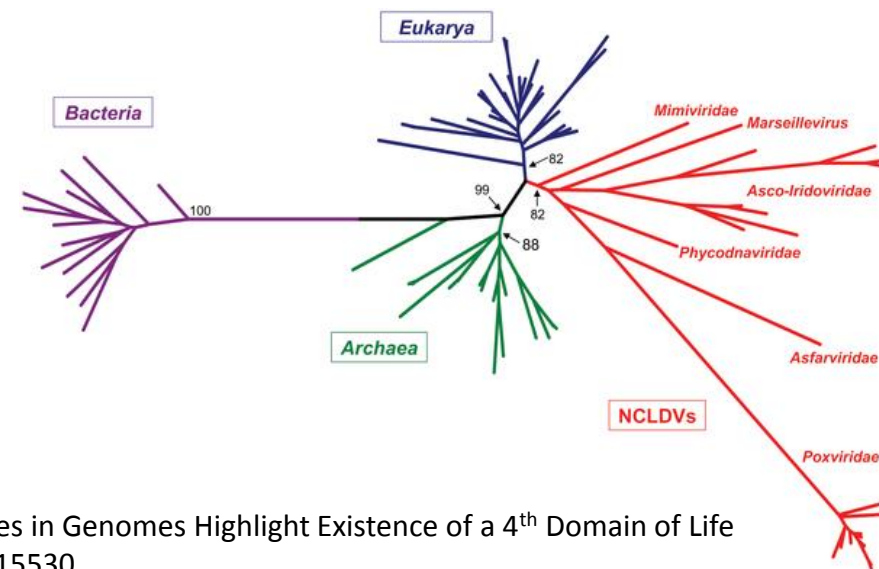 Eukarya
Bacteria
Mimiviridae
Marseillevirus
82
99
Asco-Iridoviridae
100
82
88
Phycodnaviridae
Archaea
Asfarviridae
NCLDVs
Poxviridae
es in Genomes Highlight Existence of a 4th Domain of Life
15530